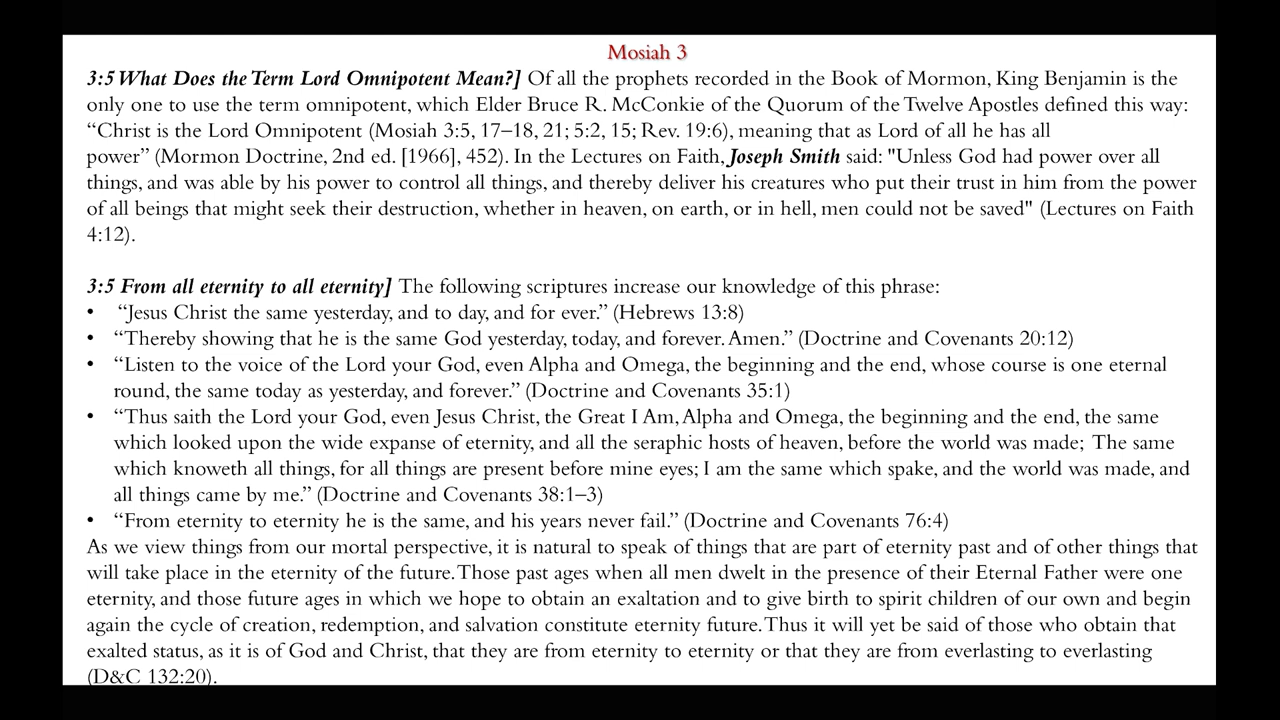 Mosiah 3
3:5 What Does the Term Lord Omnipotent Mean?] Of all the prophets recorded in the Book of Mormon, King Benjamin is the
only one to use the term omnipotent, which Elder Bruce R. McConkie of the Quorum of the Twelve Apostles defined this way:
“Christ is the Lord Omnipotent (Mosiah 3:5, 17–18, 21; 5:2, 15; Rev. 19:6), meaning that as Lord of all he has all
power” (Mormon Doctrine, 2nd ed. [1966], 452). In the Lectures on Faith, Joseph Smith said: "Unless God had power over all
things, and was able by his power to control all things, and thereby deliver his creatures who put their trust in him from the power
of all beings that might seek their destruction, whether in heaven, on earth, or in hell, men could not be saved" (Lectures on Faith
4:12).
3:5 From all eternity to all eternity] The following scriptures increase our knowledge of this phrase:
• “Jesus Christ the same yesterday, and to day, and for ever.” (Hebrews 13:8)
• “Thereby showing that he is the same God yesterday, today, and forever. Amen.” (Doctrine and Covenants 20:12)
• “Listen to the voice of the Lord your God, even Alpha and Omega, the beginning and the end, whose course is one eternal
round, the same today as yesterday, and forever.” (Doctrine and Covenants 35:1)
• “Thus saith the Lord your God, even Jesus Christ, the Great I Am, Alpha and Omega, the beginning and the end, the same
which looked upon the wide expanse of eternity, and all the seraphic hosts of heaven, before the world was made; The same
which knoweth all things, for all things are present before mine eyes; I am the same which spake, and the world was made, and
all things came by me.” (Doctrine and Covenants 38:1–3)
• “From eternity to eternity he is the same, and his years never fail.” (Doctrine and Covenants 76:4)
As we view things from our mortal perspective, it is natural to speak of things that are part of eternity past and of other things that
will take place in the eternity of the future. Those past ages when all men dwelt in the presence of their Eternal Father were one
eternity, and those future ages in which we hope to obtain an exaltation and to give birth to spirit children of our own and begin
again the cycle of creation, redemption, and salvation constitute eternity future. Thus it will yet be said of those who obtain that
exalted status, as it is of God and Christ, that they are from eternity to eternity or that they are from everlasting to everlasting
(D&C 132:20).